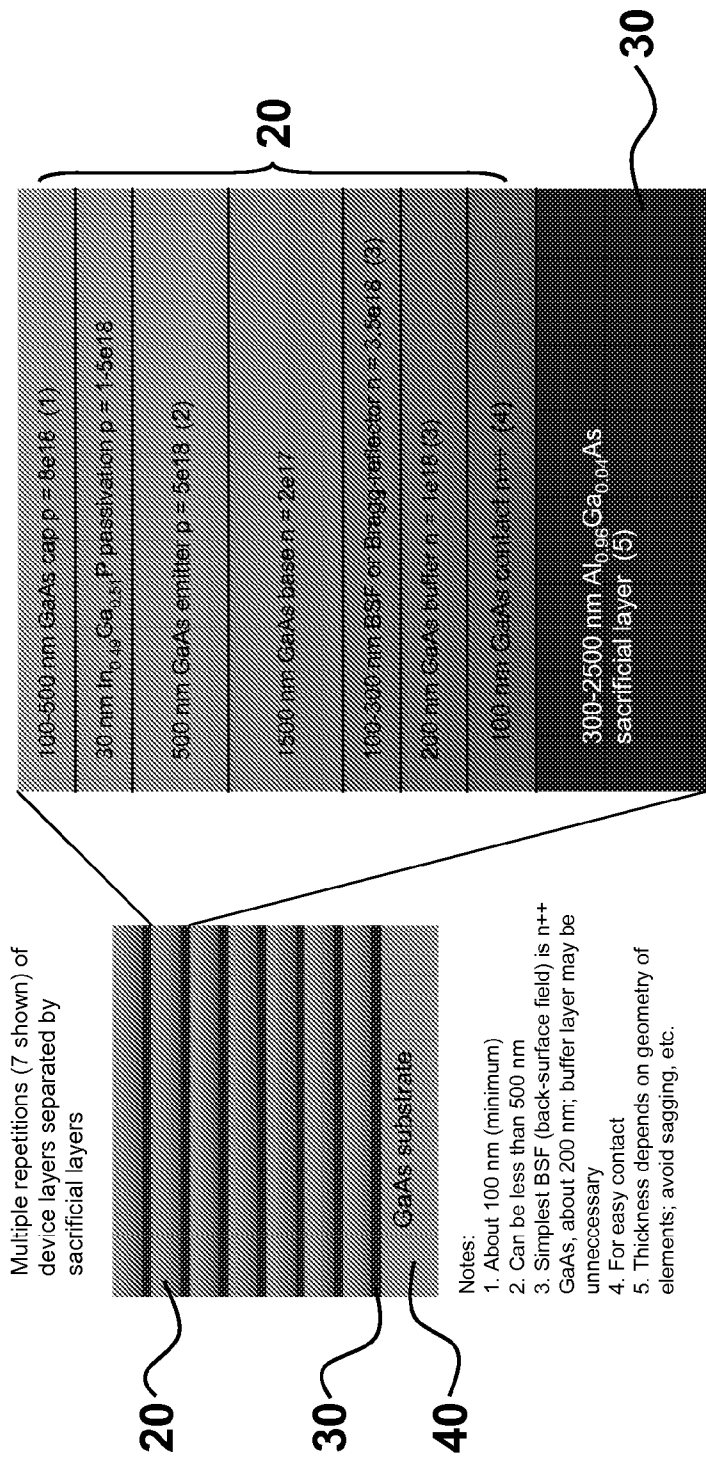 Multiple repetitions (7 shown) of
device layers separated by
sacrificial layers
20
30
40
GaAs substrate
Notes:
1. About 100 nm (minimum)
2. Can be less than 500 nm
3. Simplest BSF (back-surface field) is n++
GaAs, about 200 nm; buffer layer may be
unneccessary
4. For easy contact
5. Thickness depends on geometry of
elements; avoid sagging, etc.
100-500 nm GaAs cap p = 8e18 (1)
30 nm In0.49Ga0.51P passivation p = 1-5e18
500 nm GaAs emitter p = 5e18 (2)
1500 nm GaAs base n = 2e17
100-300 nm BSF or Bragg-reflector n = 3.5e18 (3)
200 nm GaAs buffer n = 1e18 (3)
100 nm GaAs contact n++ (4)
300-2500 nm Al0.96Ga0.04As
sacrificial layer (5)
20
30